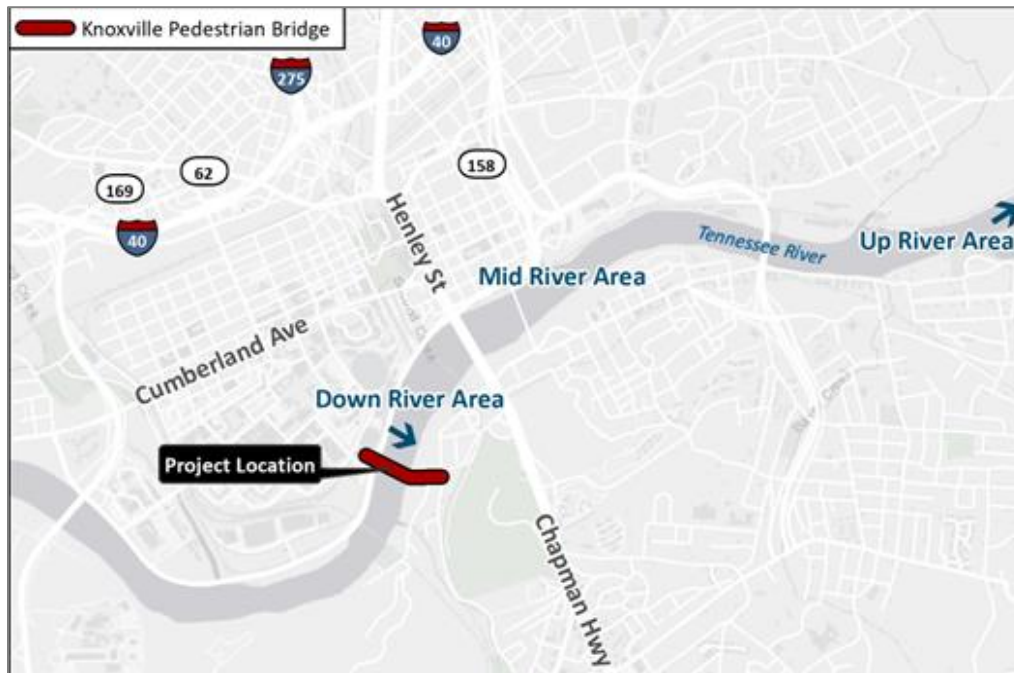 Knoxville Pedestrian Bridge
40
275
158
62
169
40
Henley St
Tennessee River
Up River Area
Mid River Area
Cumberland Ave
Down River Area
Project Location
Chapman Hwy